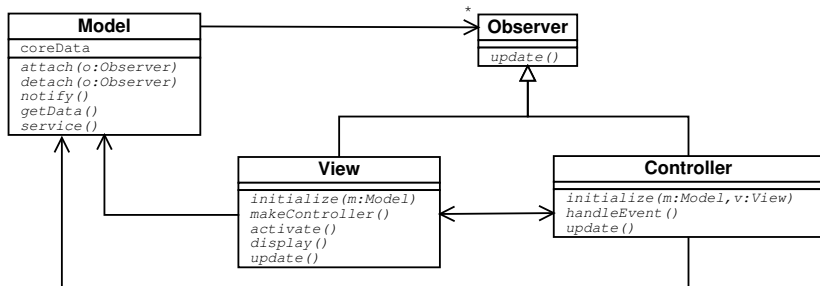 Model
coreData
attach(o:Observer)
detach(o:Observer)
notify()
getData()
service()
*
Observer
update()
View
initialize(m:Model)
makeController()
activate()
display()
update()
Controller
initialize(m:Model,v:View)
handleEvent()
update()